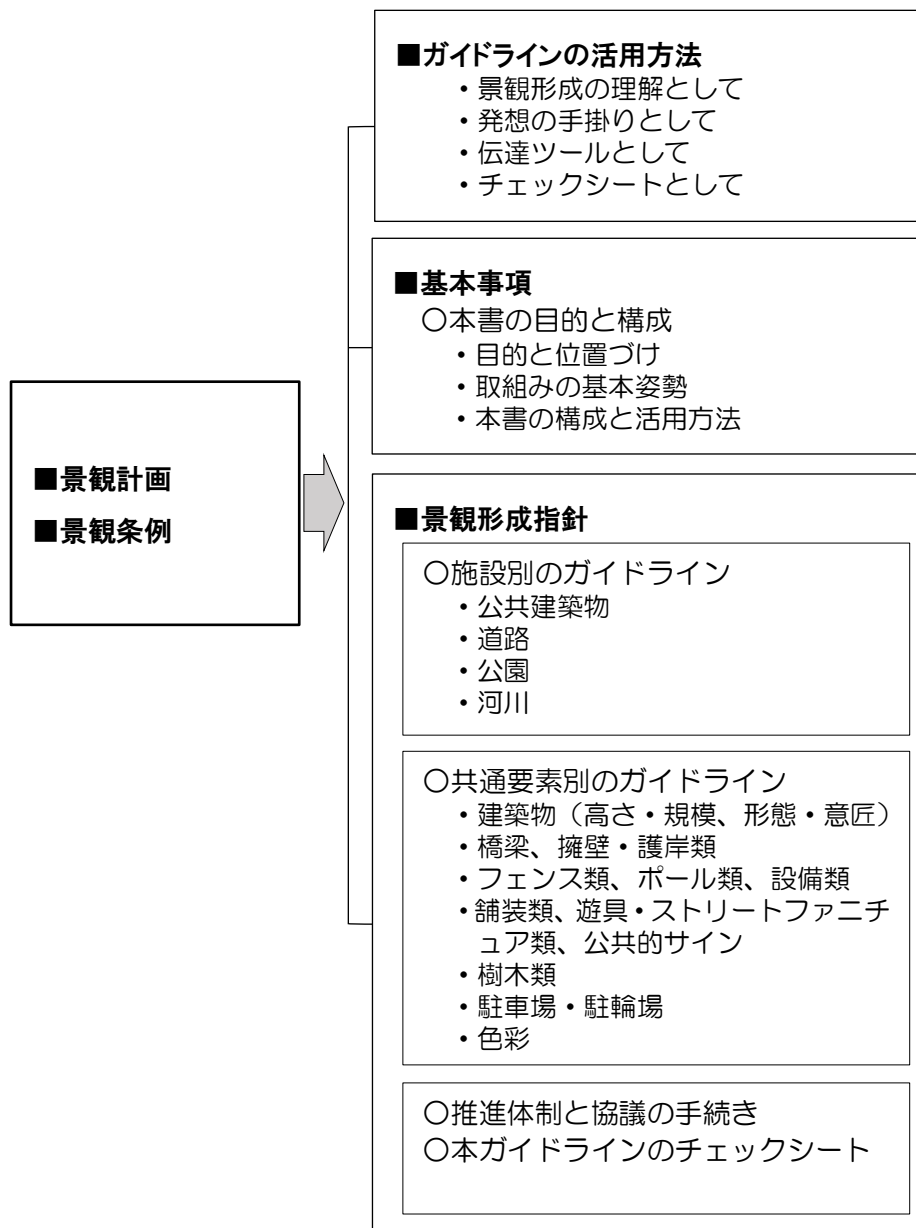 ■景観計画
■景観条例
■ガイドラインの活用方法
・景観形成の理解として
・発想の手掛りとして
・伝達ツールとして
・チェックシートとして
■基本事項
○本書の目的と構成
・目的と位置づけ
・取組みの基本姿勢
・本書の構成と活用方法
■景観形成指針
○施設別のガイドライン
・公共建築物
・道路
・公園
・河川
○共通要素別のガイドライン
・建築物（高さ・規模、形態・意匠）
・橋梁、擁壁・護岸類
・フェンス類、ポール類、設備類
・舗装類、遊具・ストリートファニチ
ュア類、公共的サイン
・樹木類
・駐車場・駐輪場
・色彩
○推進体制と協議の手続き
○本ガイドラインのチェックシート